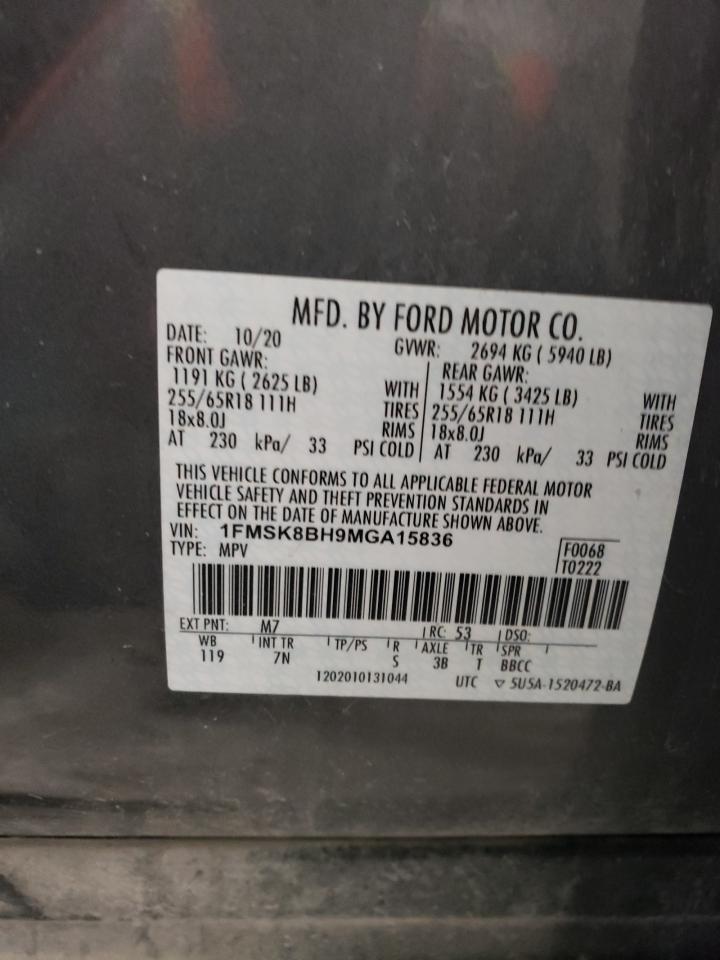 MFD. BY FORD MOTOR CO.
DATE: 10/20 GVWR: 2694 KG ( 5940 LB)
FRONT GAWR: REAR GAWR:
1191 KG ( 2625 LB) WITH 1554 KG ( 3425 LB) WITH
255/65R18 111H TIRES 255/65R18 111H TIRES
18x8.0J RIMS 18x8.0J RIMS
AT 230 kPa/ 33 PSI COLD AT 230 kPa/ 33 PSI COLD
THIS VEHICLE CONFORMS TO ALL APPLICABLE FEDERAL MOTOR
VEHICLE SAFETY AND THEFT PREVENTION STANDARDS IN
EFFECT ON THE DATE OF MANUFACTURE SHOWN ABOVE.
VIN: 1FMSK8BH9MGA15836
TYPE: MPV F0068
T0222
EXT PNT: M7 RC: 53 DSO:
WB INT TR TP/PS R AXLE TR SPR
119 7N S 3B T BBCC
1202010131044 UTC ▽ 5U5A-1520472-BA